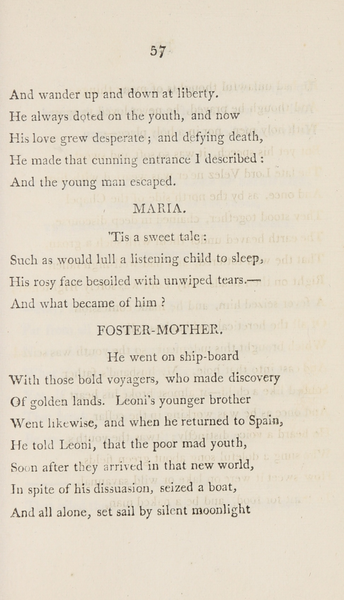 57
And wander up and down at liberty.
He always doted on the youth, and now
His love grew desperate; and defying death,
He made that cunning entrance I described:
And the young man escaped.
MARIA.
'Tis a sweet tale:
Such as would lull a listening child to sleep,
His rosy face besoiled with unwiped tears.—
And what became of him?
FOSTER-MOTHER.
He went on ship-board
With those bold voyagers, who made discovery
Of golden lands. Leoni's younger brother
Went likewise, and when he returned to Spain,
He told Leoni, that the poor mad youth,
Soon after they arrived in that new world,
In spite of his dissuasion, seized a boat,
And all alone, set sail by silent moonlight